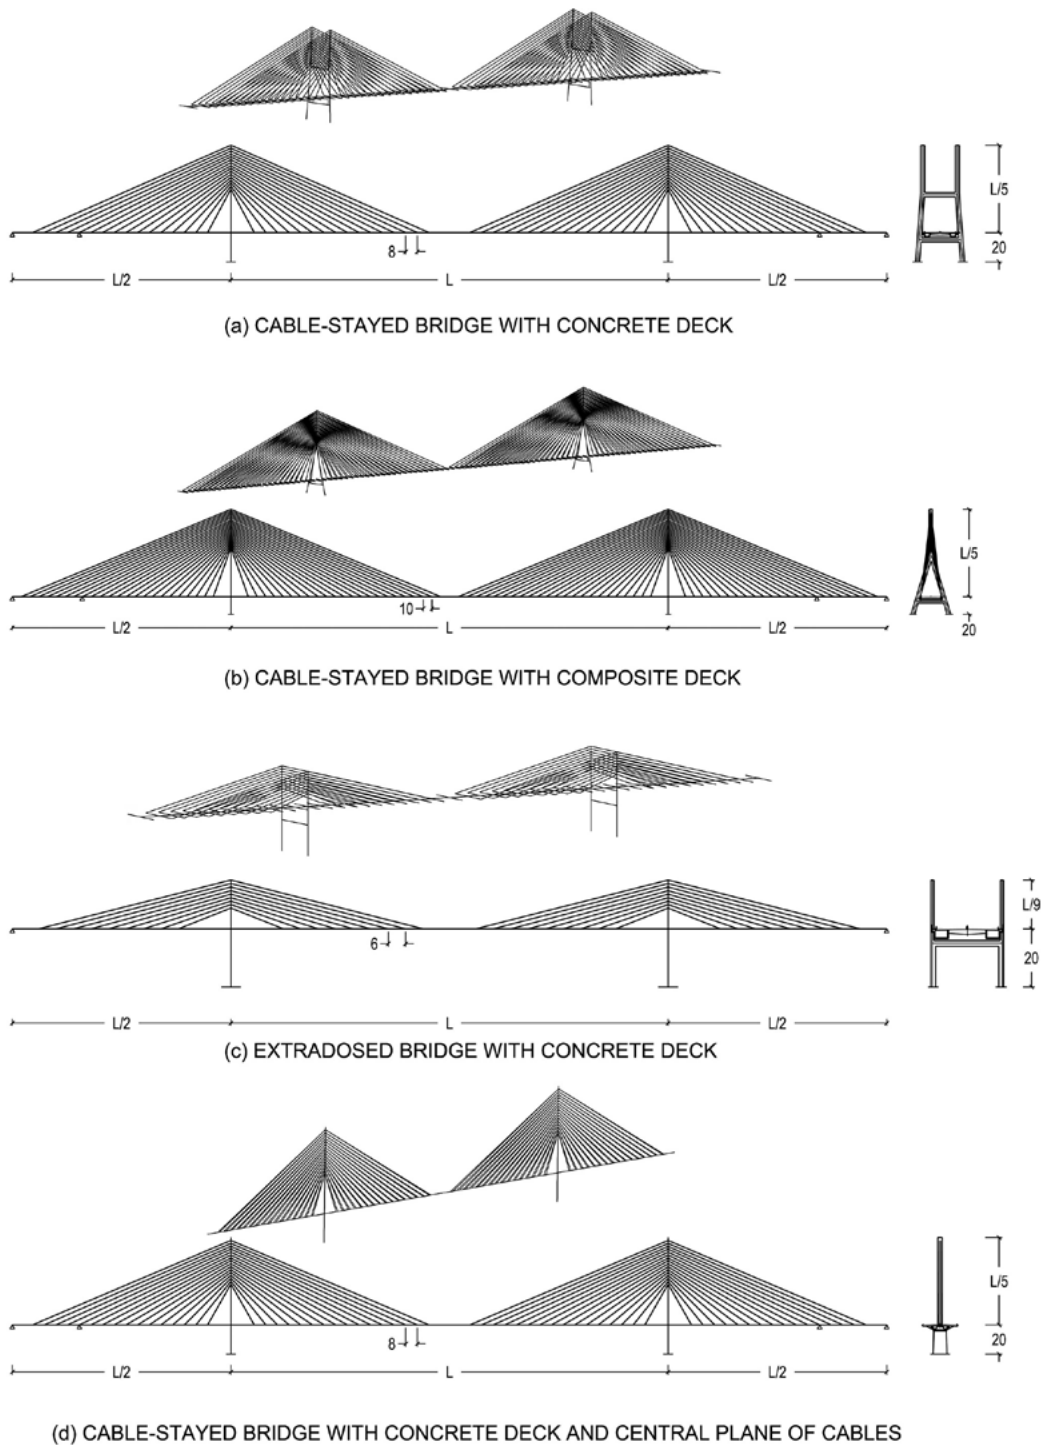 L/5
8
20
L/2 L L/2
(a) CABLE-STAYED BRIDGE WITH CONCRETE DECK
L/5
10
20
L/2 L L/2
(b) CABLE-STAYED BRIDGE WITH COMPOSITE DECK
L/9
6
20
L/2 L L/2
(c) EXTRADOSED BRIDGE WITH CONCRETE DECK
L/5
8
20
L/2 L L/2
(d) CABLE-STAYED BRIDGE WITH CONCRETE DECK AND CENTRAL PLANE OF CABLES